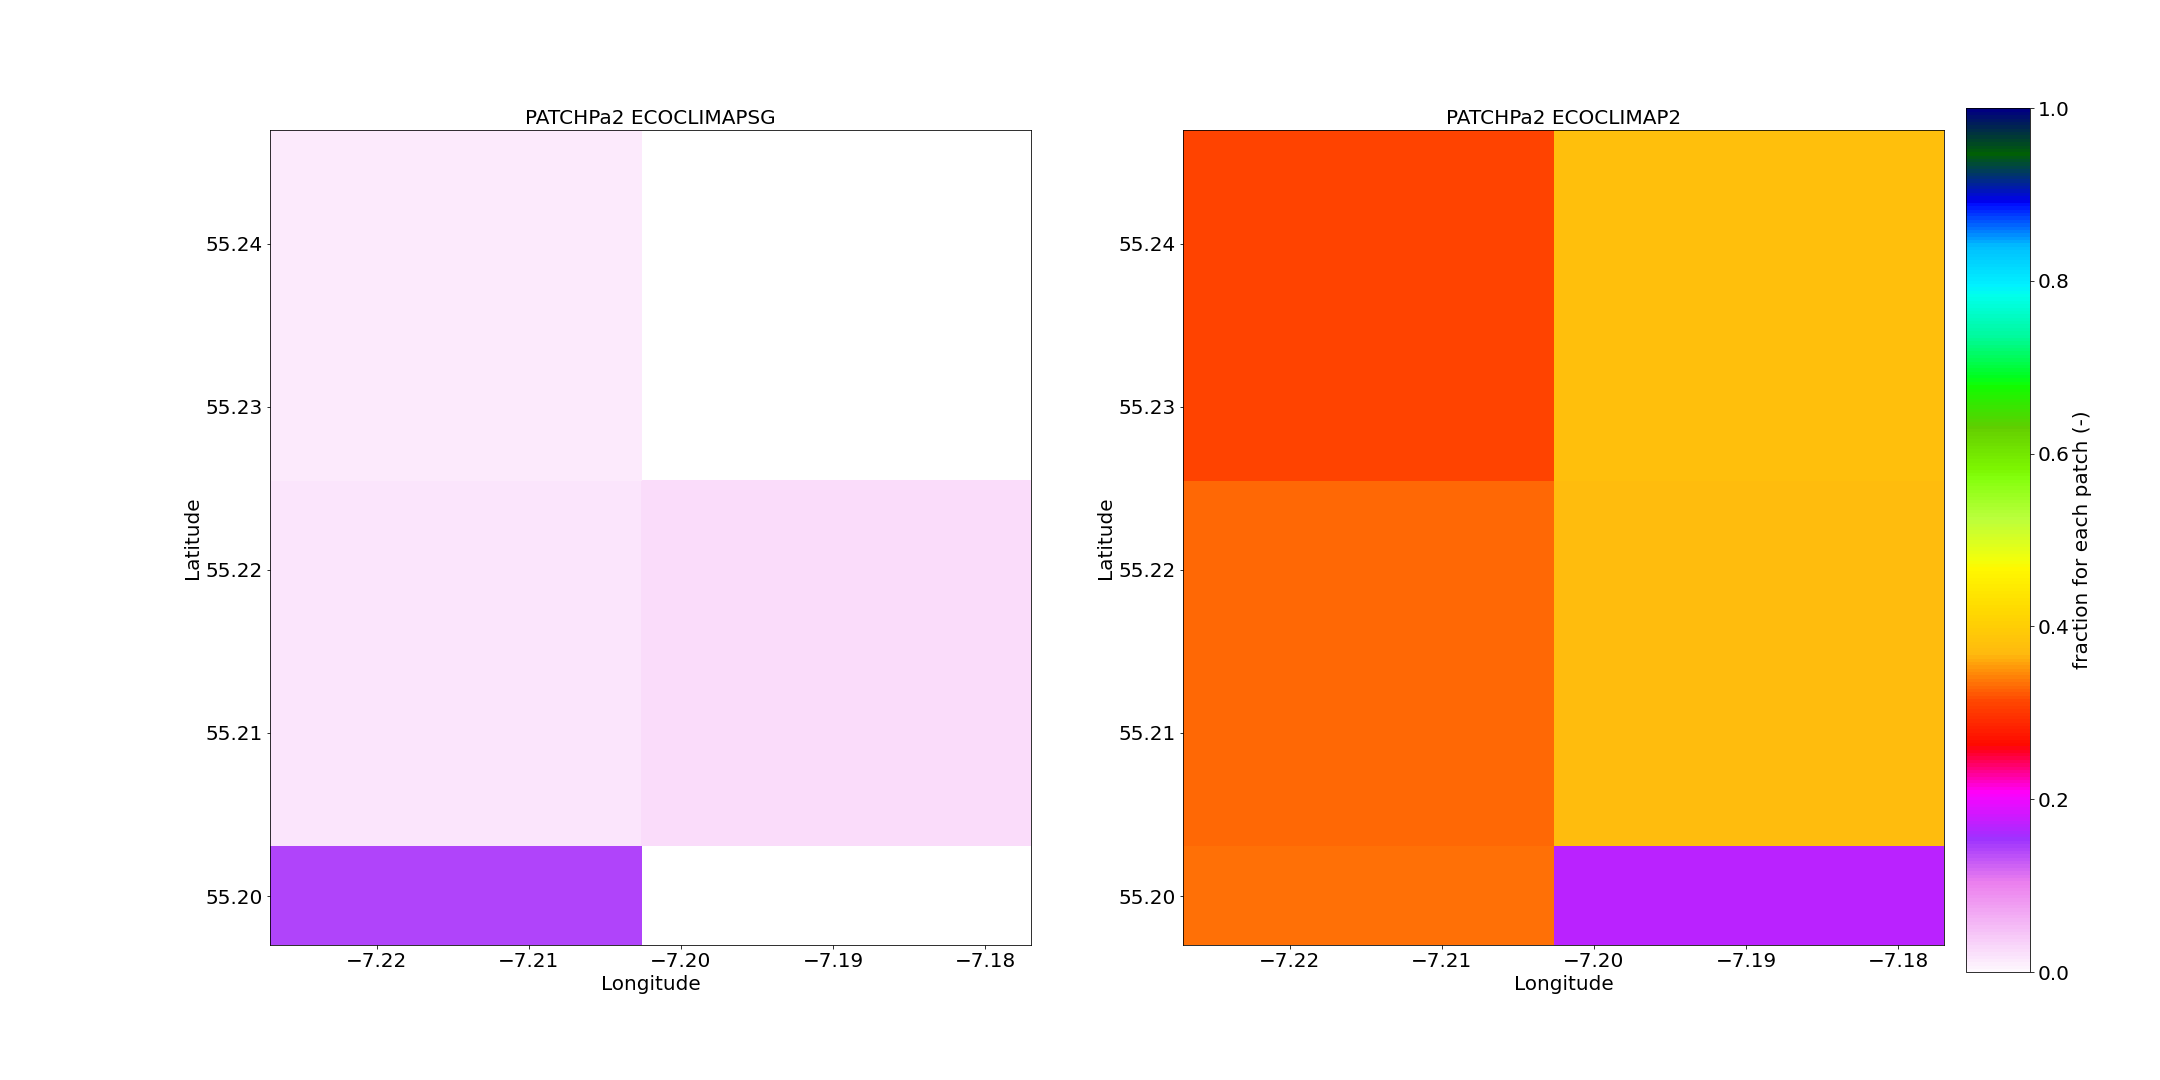 PATCHPa2 ECOCLIMAPSG
55.24
55.23
55.22
55.21
55.20
Latitude
−7.22 −7.21 −7.20 −7.19 −7.18
Longitude
PATCHPa2 ECOCLIMAP2
55.24
55.23
55.22
55.21
55.20
Latitude
−7.22 −7.21 −7.20 −7.19 −7.18
Longitude
1.0
0.8
0.6
0.4
0.2
0.0
fraction for each patch (-)